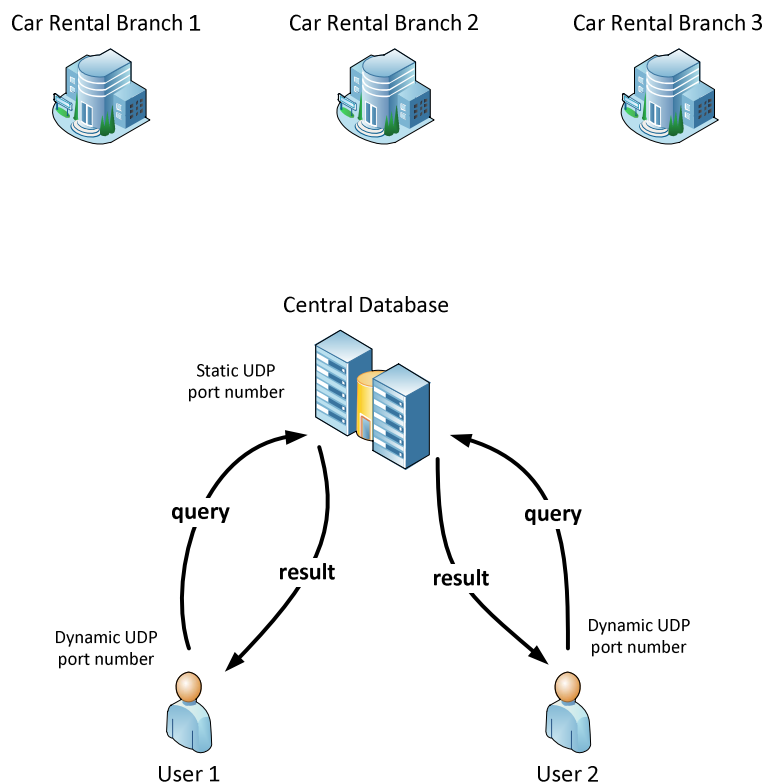 Car Rental Branch 1
Car Rental Branch 2
Car Rental Branch 3
Central Database
Static UDP
port number
query
query
result
result
Dynamic UDP
port number
Dynamic UDP
port number
User 1
User 2